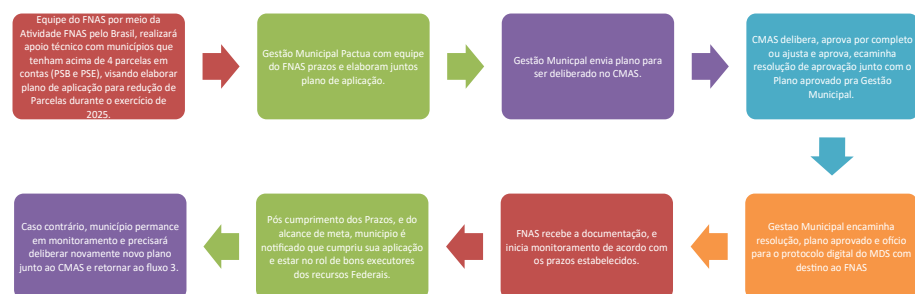 Equipe do FNAS por meio da
Atividade FNAS pelo Brasil, realizará
apoio técnico com municípios que
tenham acima de 4 parcelas em
contas (PSB e PSE), visando elaborar
plano de aplicação para redução de
Parcelas durante o exercício de
2025.
Gestão Municipal Pactua com equipe
do FNAS prazos e elaboram juntos
plano de aplicação.
Gestão Municpal envia plano para
ser deliberado no CMAS.
CMAS delibera, aprova por completo
ou ajusta e aprova, ecaminha
resolução de aprovação junto com o
Plano aprovado pra Gestão
Municipal.
Gestao Municipal encaminha
resolução, plano aprovado e ofício
para o protocolo digital do MDS com
destino ao FNAS
FNAS recebe a documentação, e
inicia monitoramento de acordo com
os prazos estabelecidos.
Pós cumprimento dos Prazos, e do
alcance de meta, municipio é
notificado que cumpriu sua aplicação
e estar no rol de bons executores
dos recursos Federais.
Caso contrário, município permance
em monitoramento e precisará
deliberar novamente novo plano
junto ao CMAS e retornar ao fluxo 3.